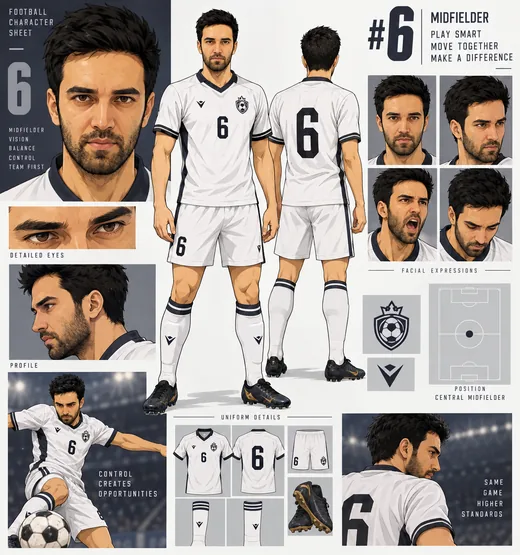 FOOTBALL
CHARACTER
SHEET
6
MIDFIELDER
VISION
BALANCE
CONTROL
TEAM FIRST
#6
MIDFIELDER
PLAY SMART
MOVE TOGETHER
MAKE A DIFFERENCE
6
6
6
DETAILED EYES
FACIAL EXPRESSIONS
PROFILE
POSITION
CENTRAL MIDFIELDER
6
CONTROL
CREATES
OPPORTUNITIES
UNIFORM DETAILS
6
6
6
SAME
GAME
HIGHER
STANDARDS